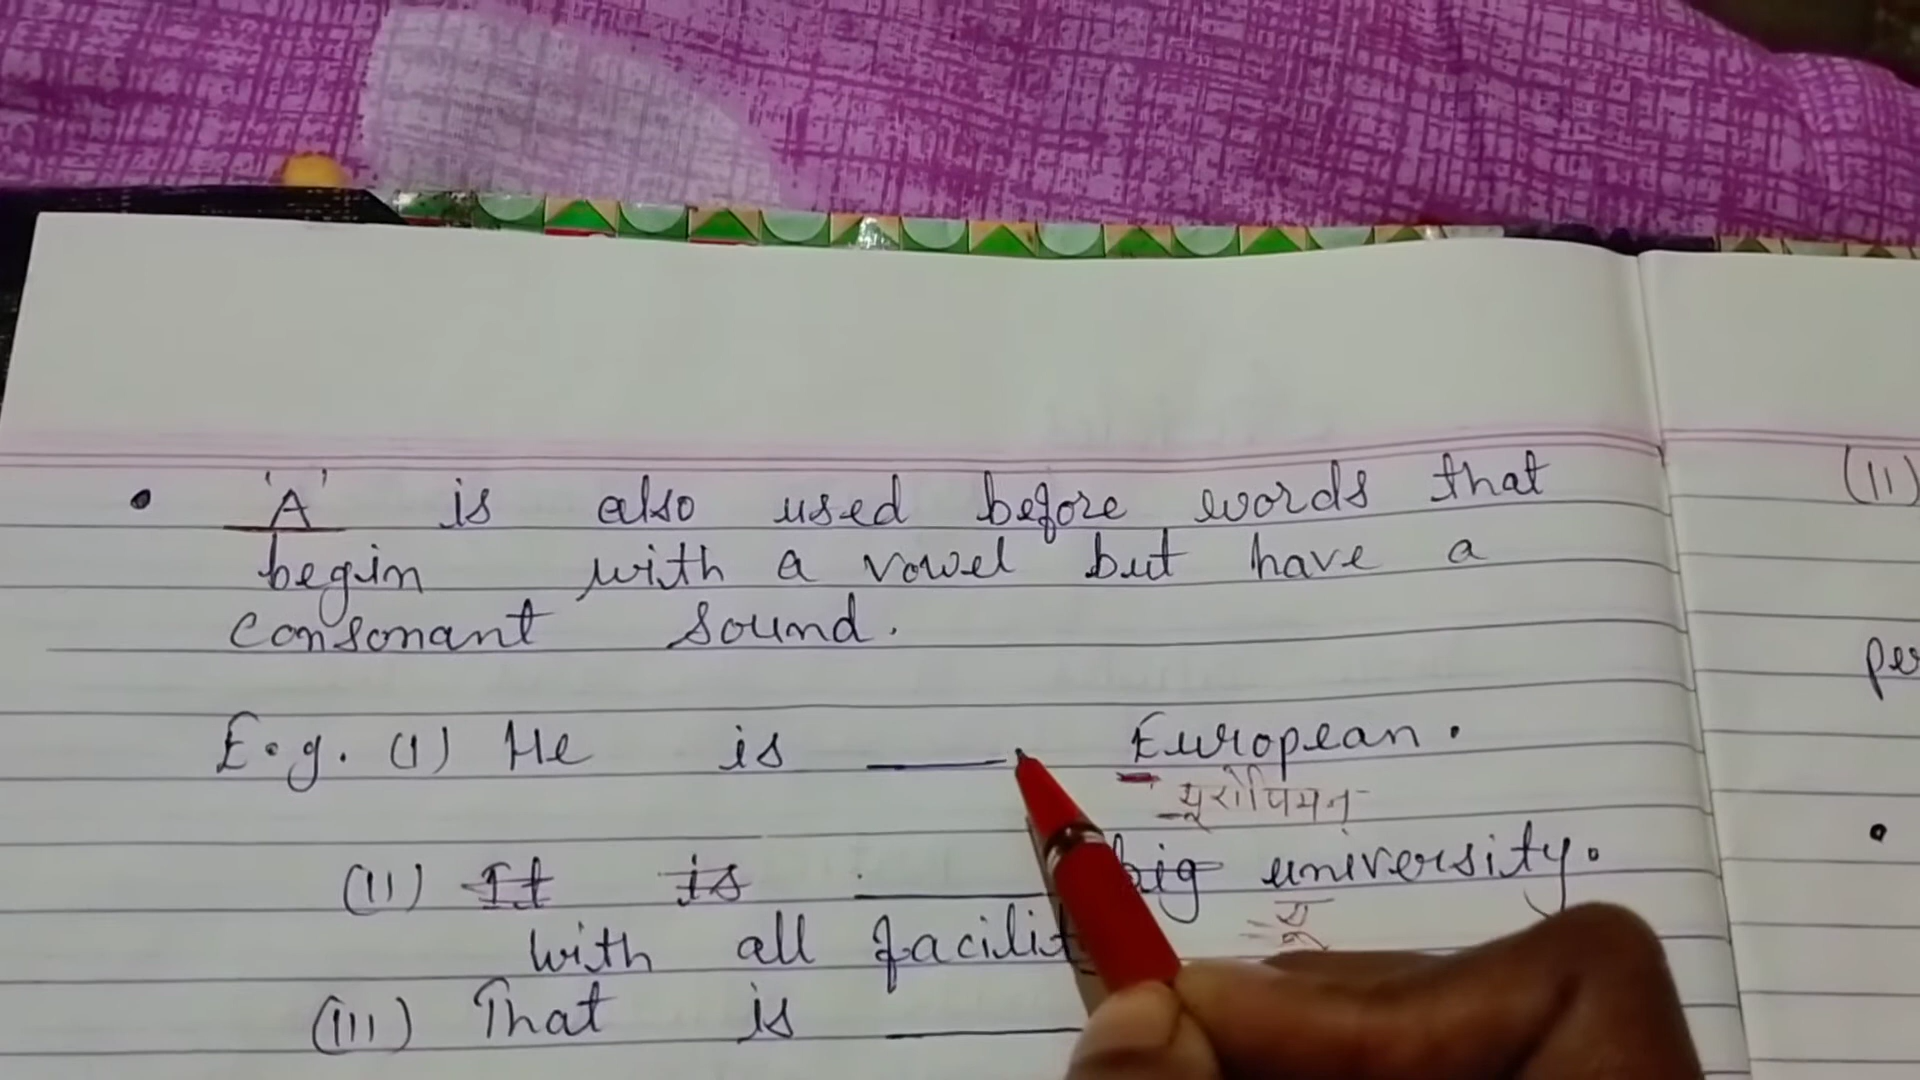 • 'A' is also used before words that
begin with a vowel but have a
consonant sound.
E.g. (I) He is ____ European.
यूरोपियन
(II) It is ____ big university.
यू
with all
(III) That is ____
(II)
•